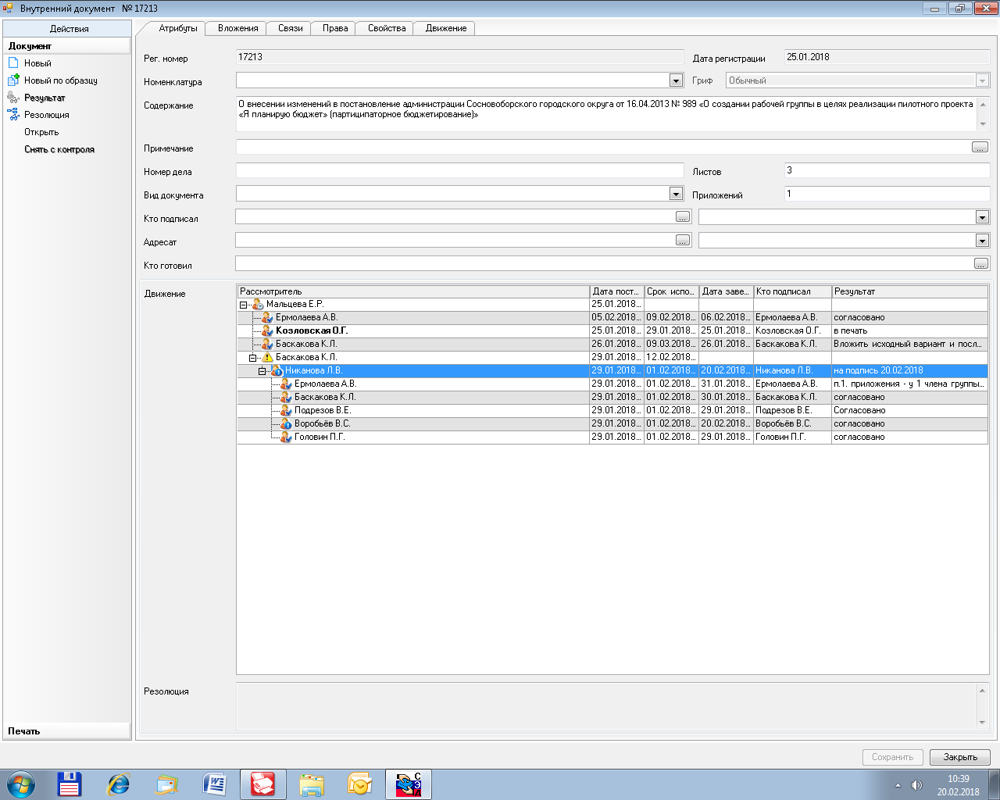 Внутренний документ № 17213
Действия
Документ
Новый
Новый по образцу
Результат
Резолюция
Открыть
Снять с контроля
Печать
Атрибуты Вложения Связи Права Свойства Движение
Рег. номер 17213 Дата регистрации 25.01.2018
Номенклатура Гриф Обычный
Содержание О внесении изменений в постановление администрации Сосновоборского городского округа от 16.04.2013 № 989 «О создании рабочей группы в целях реализации пилотного проекта
«Я планирую бюджет» (партиципаторное бюджетирование)»
Примечание ...
Номер дела Листов 3
Вид документа Приложений 1
Кто подписал ...
Адресат ...
Кто готовил ...
Движение
Рассмотритель Дата пост... Срок испо... Дата заве... Кто подписал Результат
Мальцева Е.Р. 25.01.2018...
Ермолаева А.В. 05.02.2018... 09.02.2018... 06.02.2018... Ермолаева А.В. согласовано
Козловская О.Г. 25.01.2018... 29.01.2018... 25.01.2018... Козловская О.Г. в печать
Баскакова К.Л. 26.01.2018... 09.03.2018... 26.01.2018... Баскакова К.Л. Вложить исходный вариант и посл...
Баскакова К.Л. 29.01.2018... 12.02.2018...
Никанова Л.В. 29.01.2018... 01.02.2018... 20.02.2018... Никанова Л.В. на подпись 20.02.2018
Ермолаева А.В. 29.01.2018... 01.02.2018... 31.01.2018... Ермолаева А.В. п.1. приложения - у 1 члена группы...
Баскакова К.Л. 29.01.2018... 01.02.2018... 30.01.2018... Баскакова К.Л. согласовано
Подрезов В.Е. 29.01.2018... 01.02.2018... 29.01.2018... Подрезов В.Е. Согласовано
Воробьёв В.С. 29.01.2018... 01.02.2018... 20.02.2018... Воробьёв В.С. согласовано
Головин П.Г. 29.01.2018... 01.02.2018... 29.01.2018... Головин П.Г. согласовано
Резолюция
Сохранить Закрыть
С
Э
Д
10:39
20.02.2018